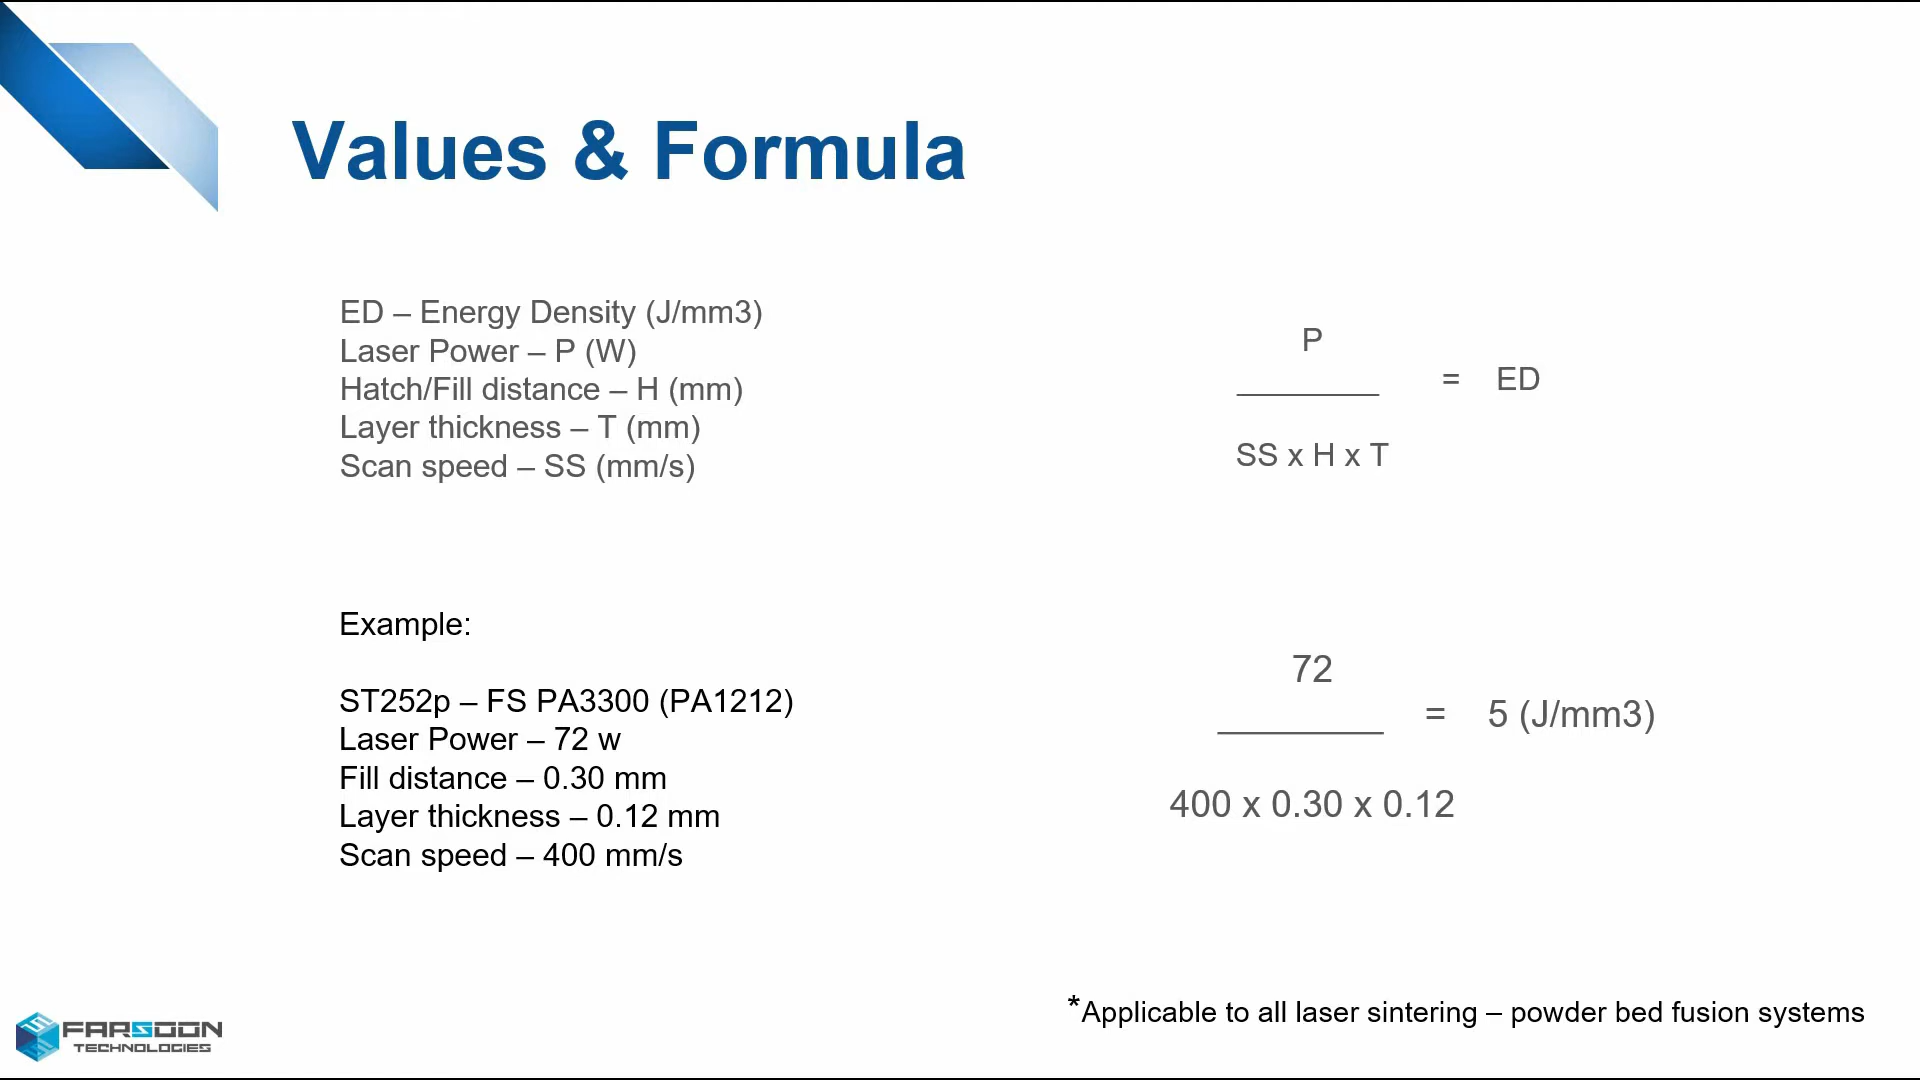 Values & Formula
ED – Energy Density (J/mm3)
Laser Power – P (W)
Hatch/Fill distance – H (mm)
Layer thickness – T (mm)
Scan speed – SS (mm/s)
P
= ED
SS x H x T
Example:
ST252p – FS PA3300 (PA1212)
Laser Power – 72 w
Fill distance – 0.30 mm
Layer thickness – 0.12 mm
Scan speed – 400 mm/s
72
= 5 (J/mm3)
400 x 0.30 x 0.12
*Applicable to all laser sintering – powder bed fusion systems
FARSOON
TECHNOLOGIES